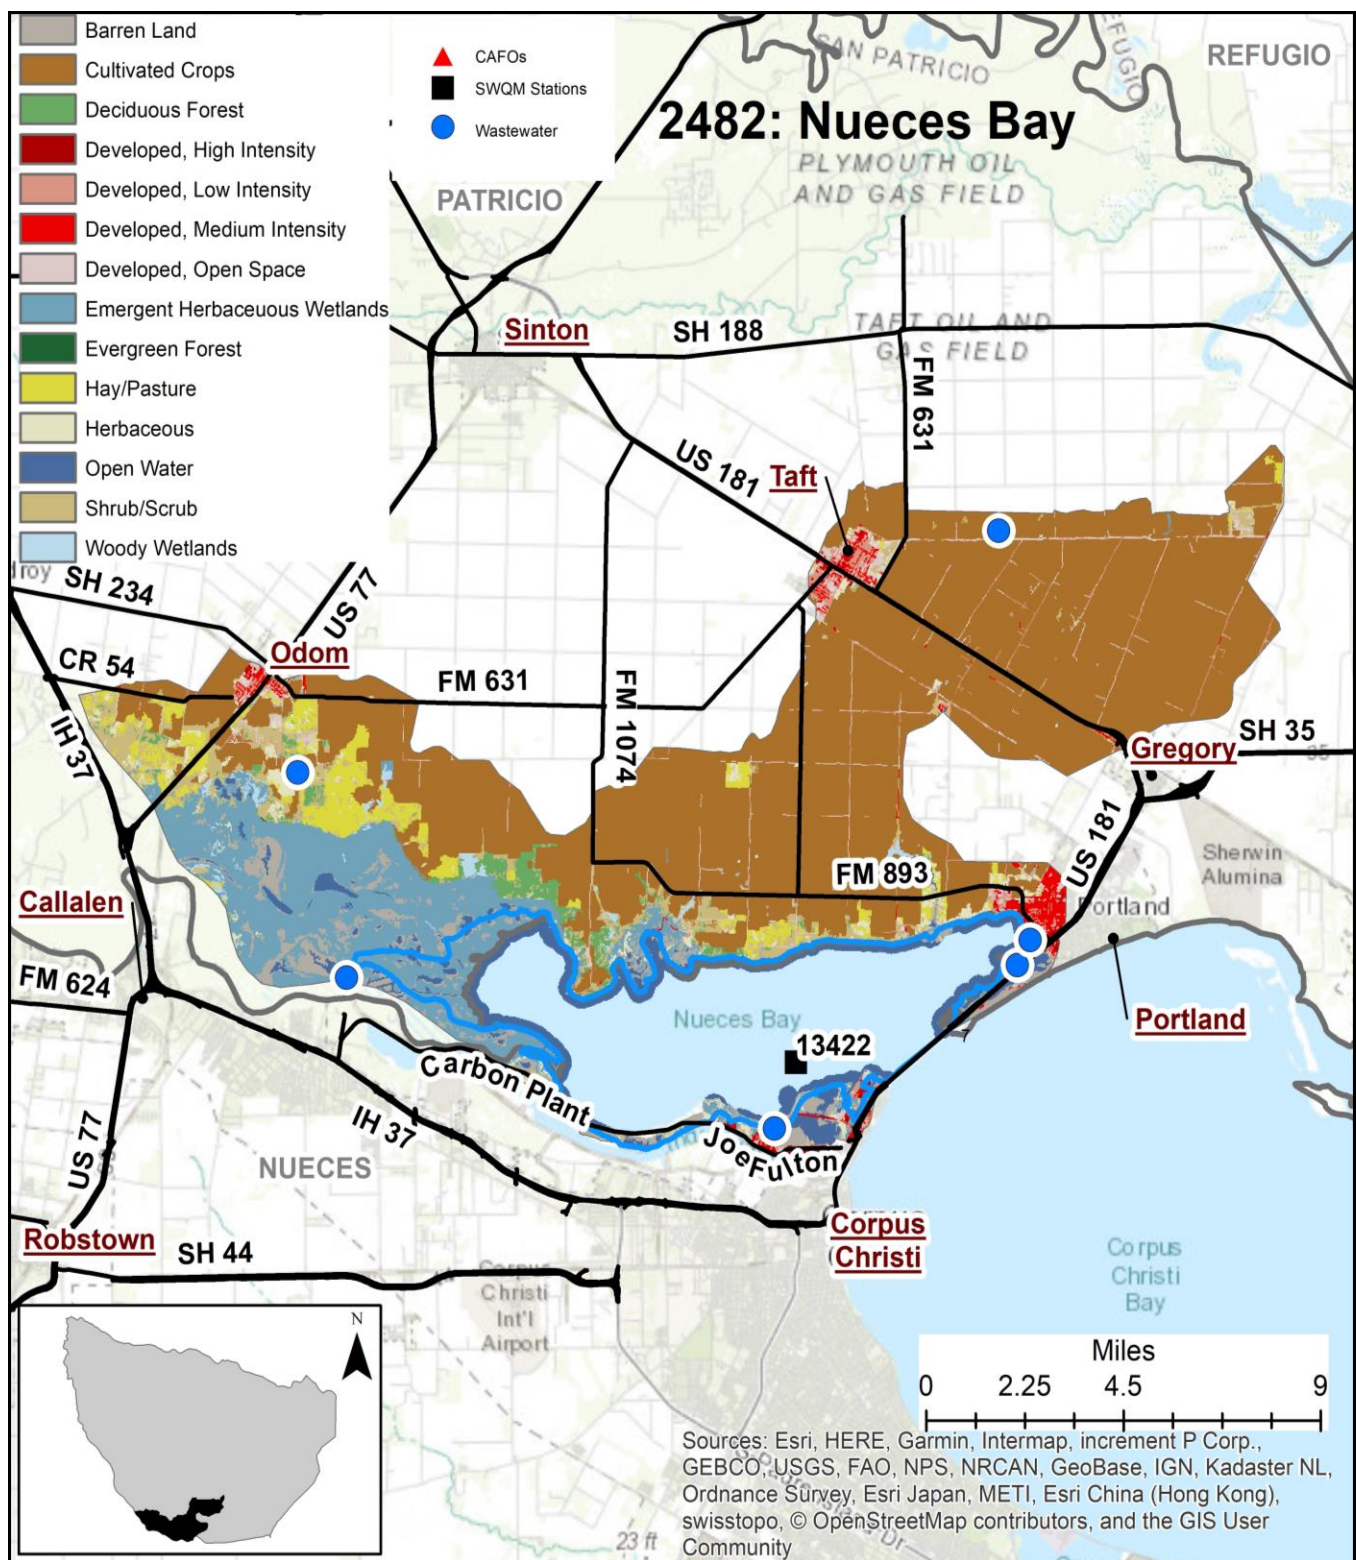 Barren Land
Cultivated Crops
Deciduous Forest
Developed, High Intensity
Developed, Low Intensity
Developed, Medium Intensity
Developed, Open Space
Emergent Herbaceuous Wetlands
Evergreen Forest
Hay/Pasture
Herbaceous
Open Water
Shrub/Scrub
Woody Wetlands
CAFOs
SWQM Stations
Wastewater
SAN PATRICIO
REFUGIO
2482: Nueces Bay
PLYMOUTH OIL
AND GAS FIELD
PATRICIO
Sinton
SH 188
TAFT OIL AND
GAS FIELD
FM 631
US 181
Taft
SH 234
US 77
Odom
CR 54
FM 631
FM 1074
IH 37
SH 35
Gregory
US 181
Sherwin
Alumina
FM 893
Portland
Callalen
FM 624
Nueces Bay
13422
Portland
Carbon Plant
IH 37
Joe Fulton
US 77
NUECES
Robstown
SH 44
Corpus
Christi
Corpus
Christi
Int'l
Airport
Corpus
Christi
Bay
N
Miles
0 2.25 4.5 9
Sources: Esri, HERE, Garmin, Intermap, increment P Corp.,
GEBCO, USGS, FAO, NPS, NRCAN, GeoBase, IGN, Kadaster NL,
Ordnance Survey, Esri Japan, METI, Esri China (Hong Kong),
swisstopo, © OpenStreetMap contributors, and the GIS User
Community
23 ft